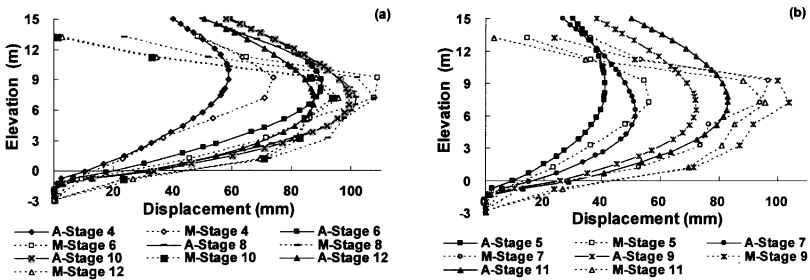 (a)
15
12
9
6
3
0
-3
Elevation (m)
0 20 40 60 80 100
Displacement (mm)
A-Stage 4 M-Stage 4 A-Stage 6
M-Stage 6 A-Stage 8 M-Stage 8
A-Stage 10 M-Stage 10 A-Stage 12
M-Stage 12
(b)
15
12
9
6
3
0
-3
Elevation (m)
0 20 40 60 80 100
Displacement (mm)
A-Stage 5 M-Stage 5 A-Stage 7
M-Stage 7 A-Stage 9 M-Stage 9
A-Stage 11 M-Stage 11